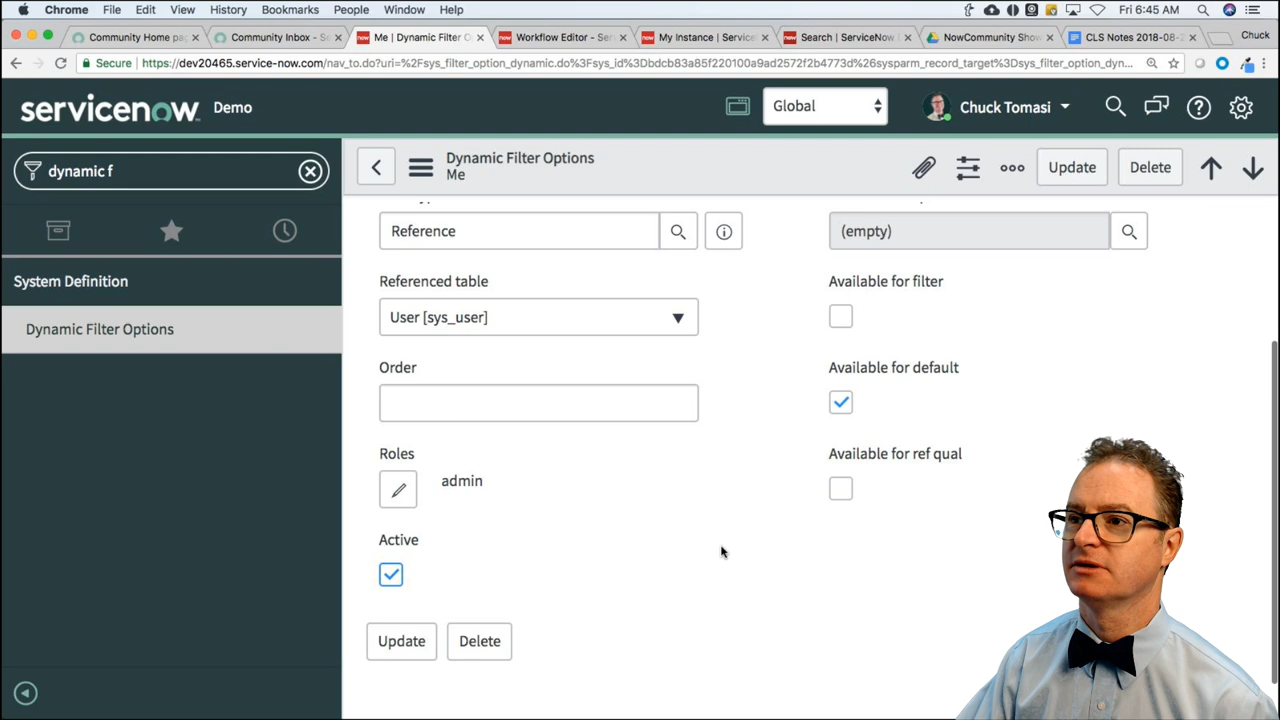 Chrome File Edit View History Bookmarks People Window Help Fri 6:45 AM
Community Home pag Community Inbox - Se Me | Dynamic Filter O Workflow Editor - Serv My Instance | Service Search | ServiceNow NowCommunity Show CLS Notes 2018-08-2 Chuck
Secure https://dev20465.service-now.com/nav_to.do?uri=%2Fsys_filter_option_dynamic.do%3Fsys_id%3Dbdcb83a85f220100a9ad2572f2b4773d%26sysparm_record_target%3Dsys_filter_option_dyn...
servicenow Demo Global Chuck Tomasi
dynamic f
Dynamic Filter Options
Me
Update Delete
Reference
(empty)
System Definition
Referenced table
Available for filter
Dynamic Filter Options
User [sys_user]
Order
Available for default
Roles
Available for ref qual
admin
Active
Update Delete